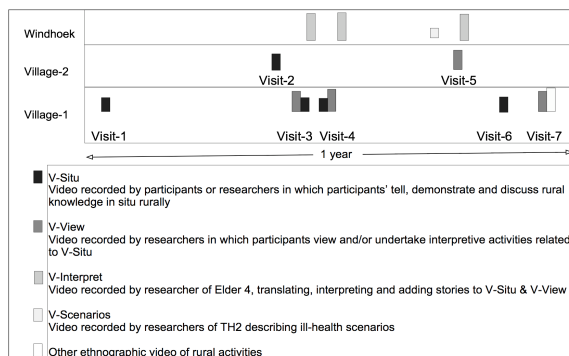 Windhoek
Village-2
Visit-2 Visit-5
Village-1
Visit-1 Visit-3 Visit-4 Visit-6 Visit-7
1 year
V-Situ
Video recorded by participants or researchers in which participants' tell, demonstrate and discuss rural
knowledge in situ rurally
V-View
Video recorded by researchers in which participants view and/or undertake interpretive activities related
to V-Situ
V-Interpret
Video recorded by researcher of Elder 4, translating, interpreting and adding stories to V-Situ & V-View
V-Scenarios
Video recorded by researchers of TH2 describing ill-health scenarios
Other ethnographic video of rural activities